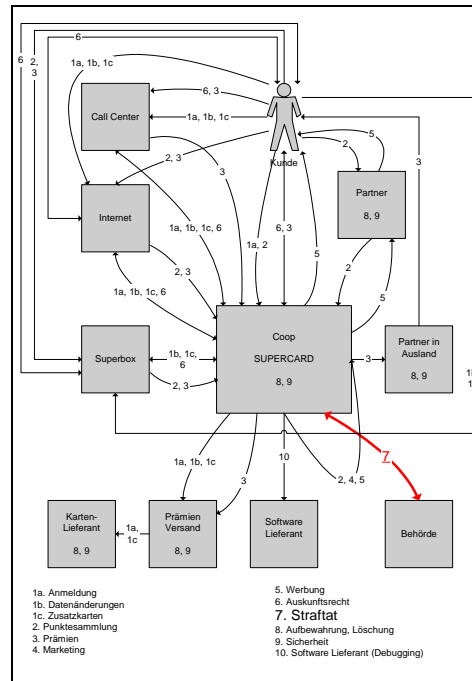 6
6
2,
3
1a, 1b, 1c
6, 3
Call Center
1a, 1b, 1c
Kunde
5
3
2, 3
2
3
Partner
8, 9
Internet
1a, 1b, 1c, 6
1a, 2
6, 3
5
2
2, 3
1a, 1b, 1c, 6
5
Coop
SUPERCARD
8, 9
Superbox
1b, 1c,
6
2, 3
3
Partner in
Ausland
8, 9
1b
1
1a, 1b, 1c
3
10
2, 4, 5
7
Karten-
Lieferant
8, 9
1a,
1c
Prämien
Versand
8, 9
Software
Lieferant
Behörde
1a. Anmeldung
1b. Datenänderungen
1c. Zusatzkarten
2. Punktesammlung
3. Prämien
4. Marketing
5. Werbung
6. Auskunftsrecht
7. Straftat
8. Aufbewahrung, Löschung
9. Sicherheit
10. Software Lieferant (Debugging)